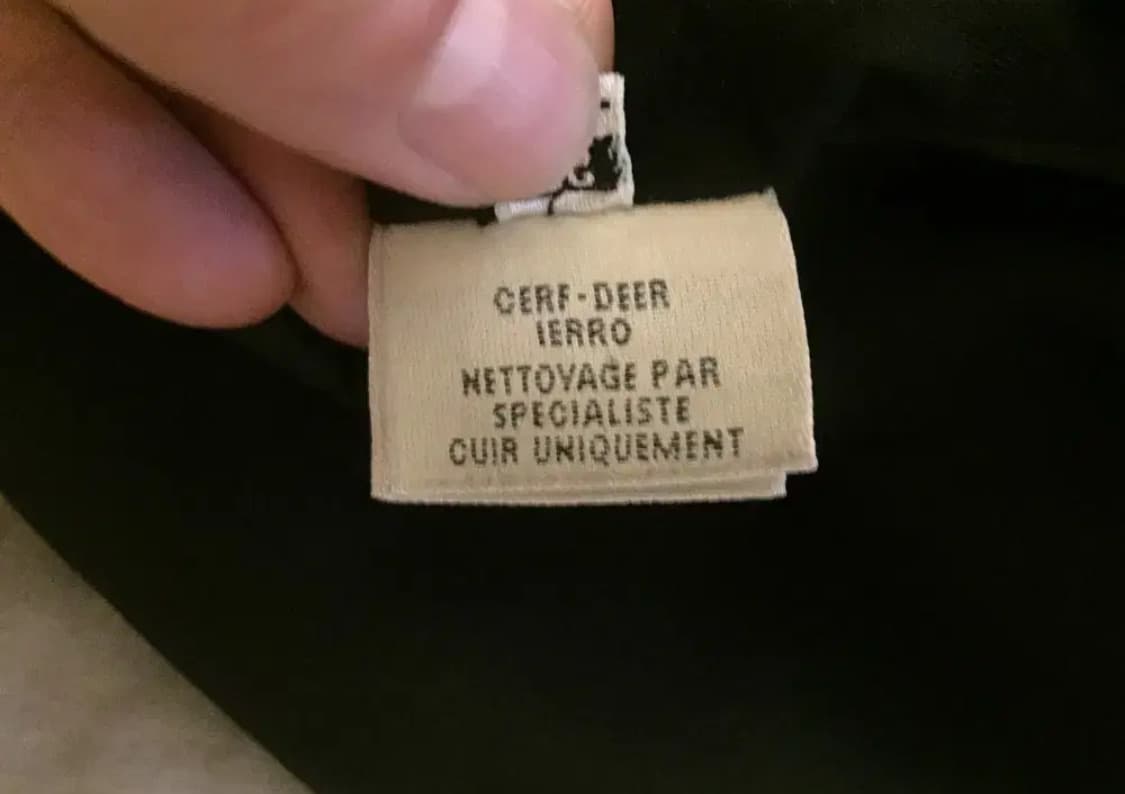 CERF-DEER
IERRO
NETTOYAGE PAR
SPECIALISTE
CUIR UNIQUEMENT